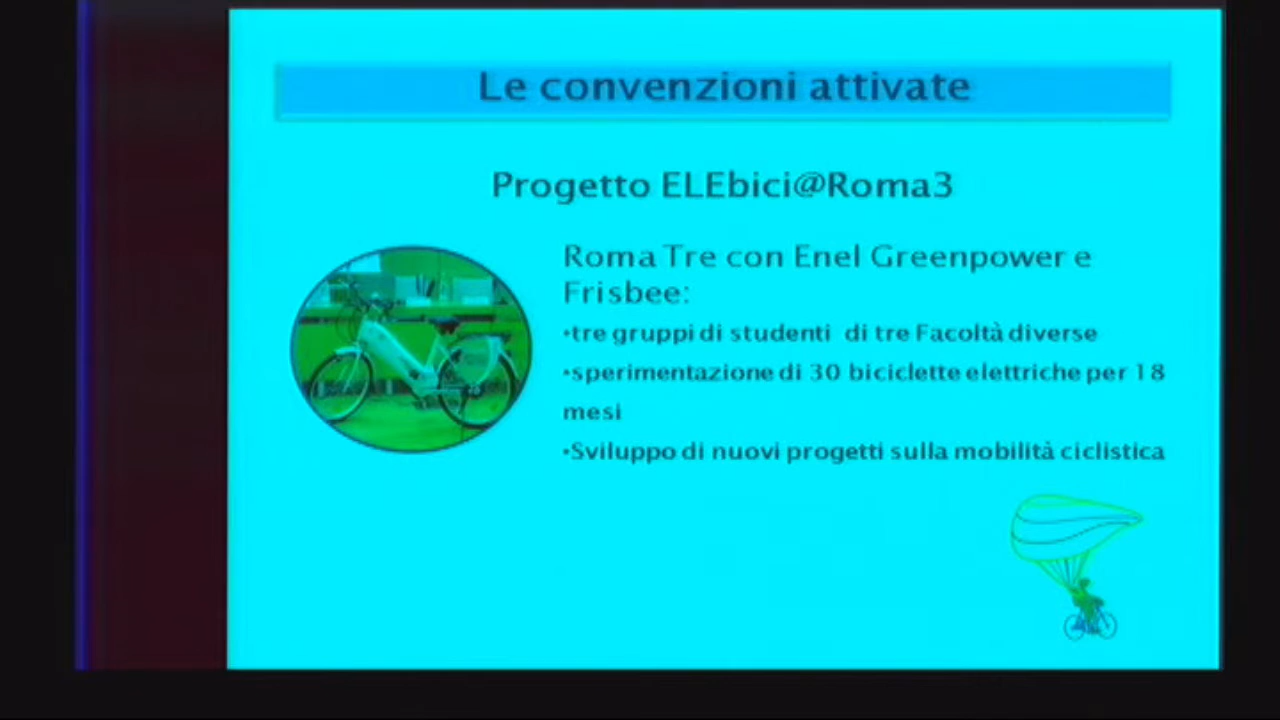 Le convenzioni attivate
Progetto ELEbici@Roma3
Roma Tre con Enel Greenpower e
Frisbee:
•tre gruppi di studenti di tre Facoltà diverse
•sperimentazione di 30 biciclette elettriche per 18
mesi
•Sviluppo di nuovi progetti sulla mobilità ciclistica